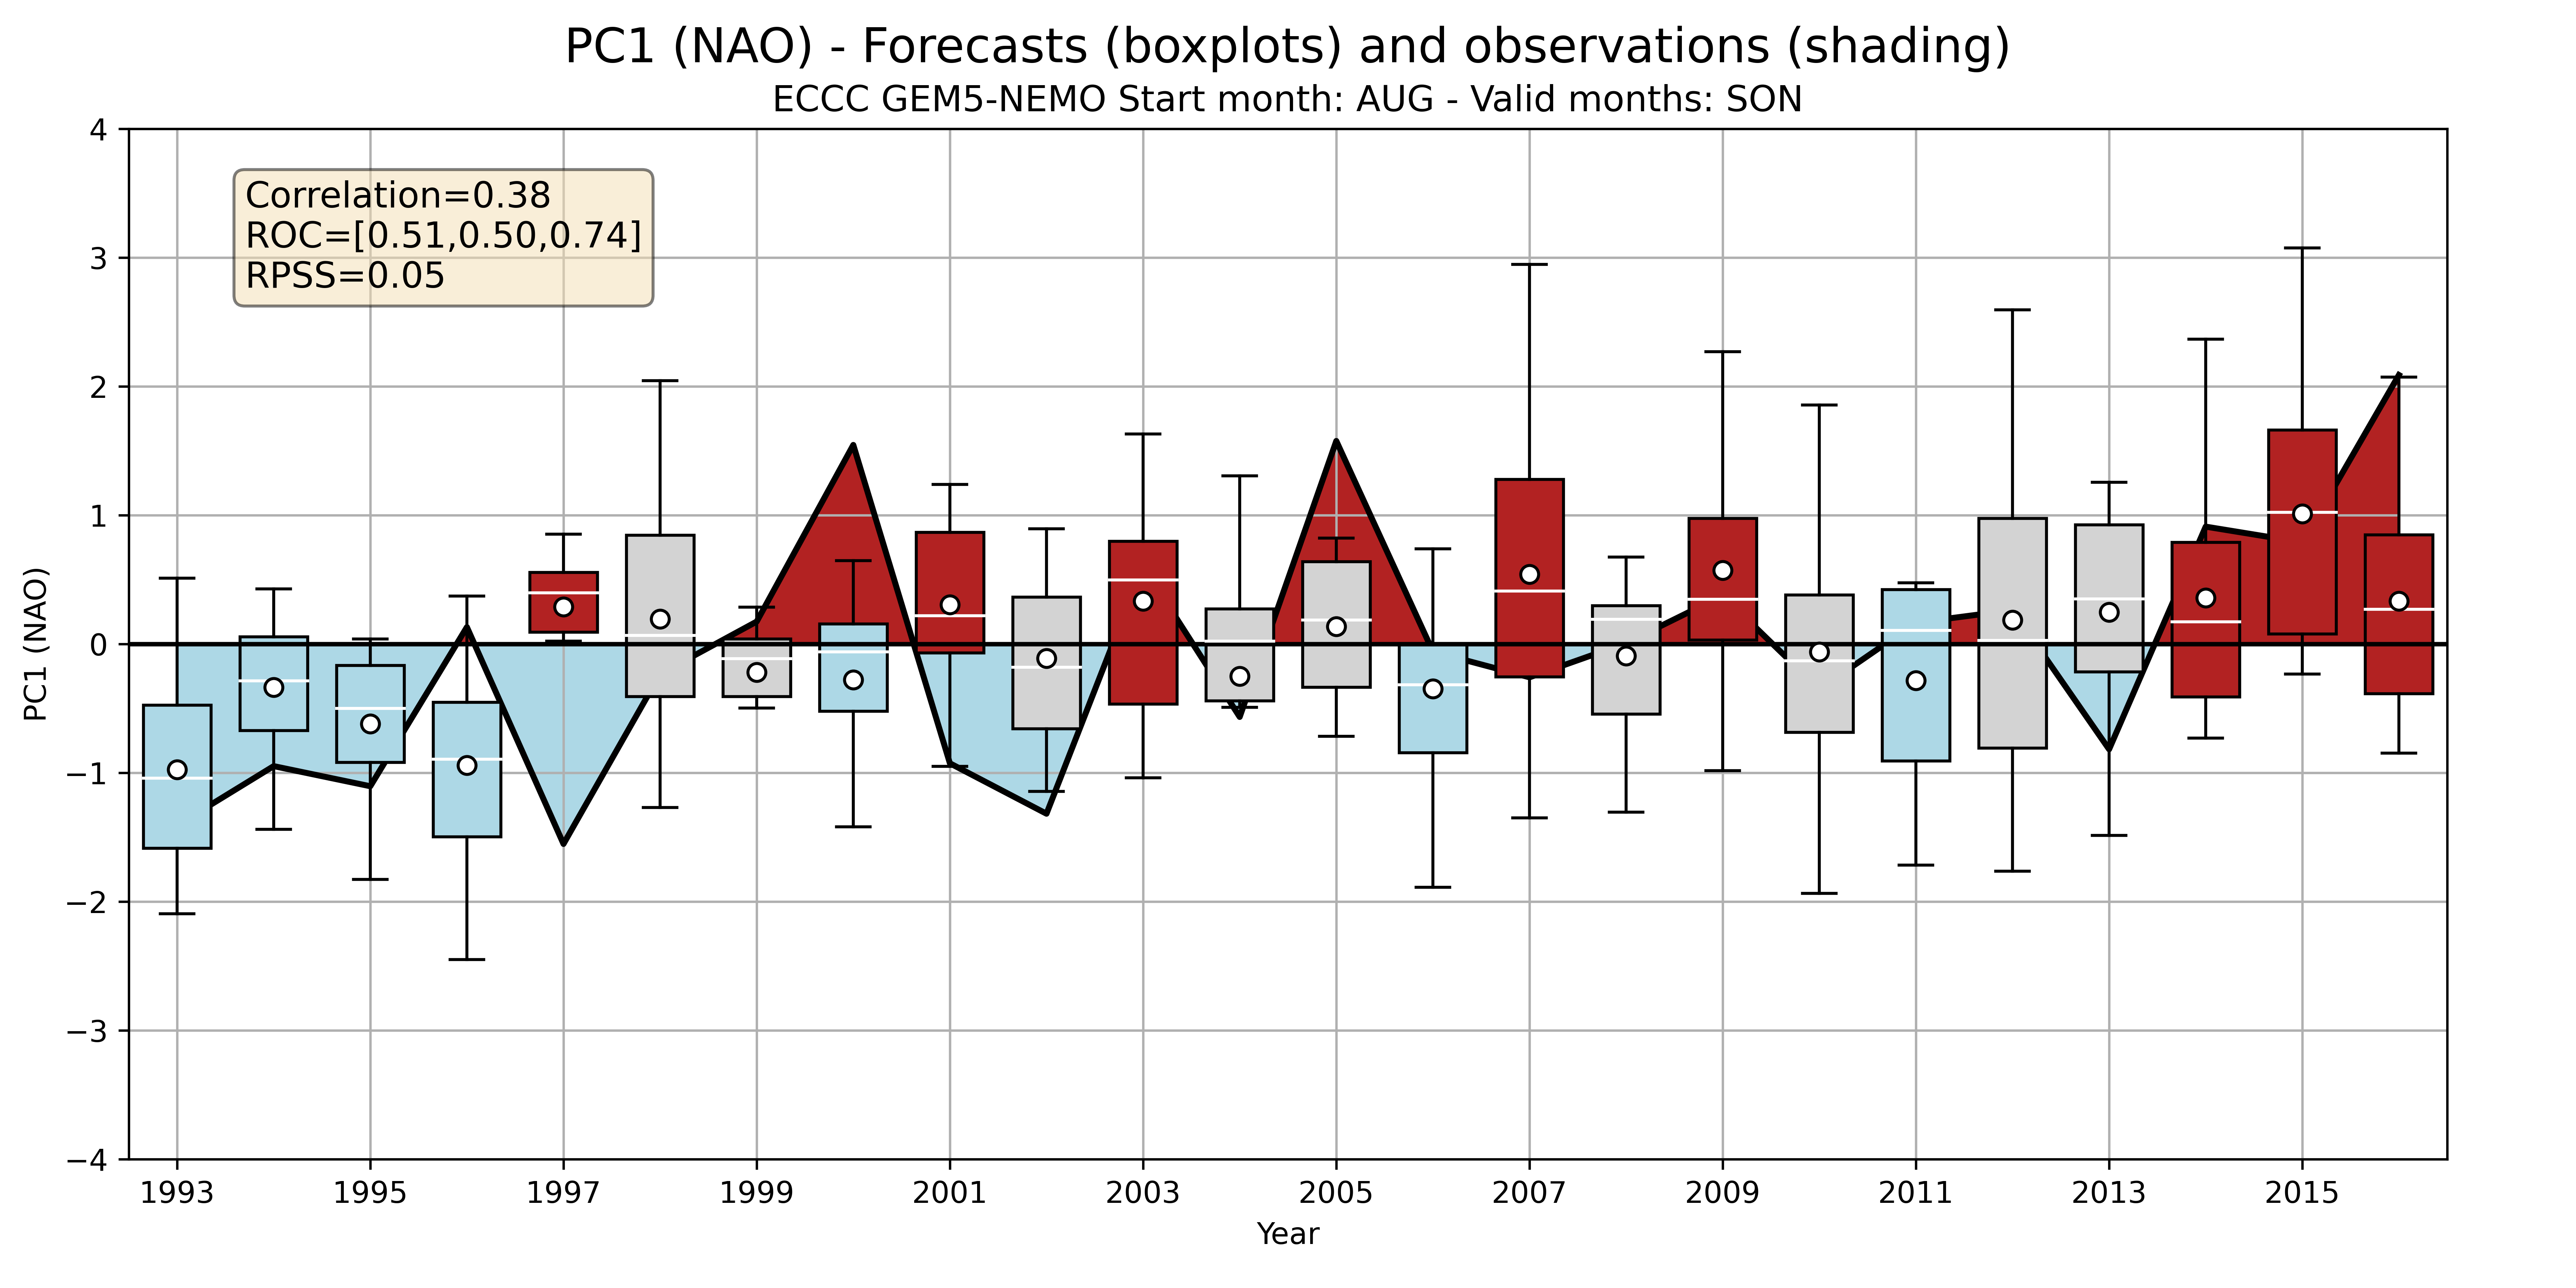 PC1 (NAO) - Forecasts (boxplots) and observations (shading)
ECCC GEM5-NEMO Start month: AUG - Valid months: SON
Correlation=0.38
ROC=[0.51,0.50,0.74]
RPSS=0.05
PC1 (NAO)
4
3
2
1
0
−1
−2
−3
−4
1993 1995 1997 1999 2001 2003 2005 2007 2009 2011 2013 2015
Year